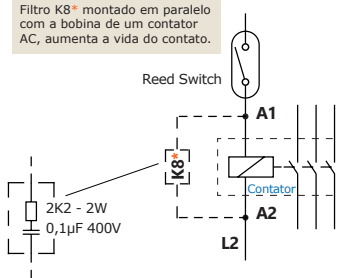 Filtro K8* montado em paralelo
com a bobina de um contator
AC, aumenta a vida do contato.
Reed Switch
A1
K8*
Contator
2K2 - 2W
0,1µF 400V
A2
L2